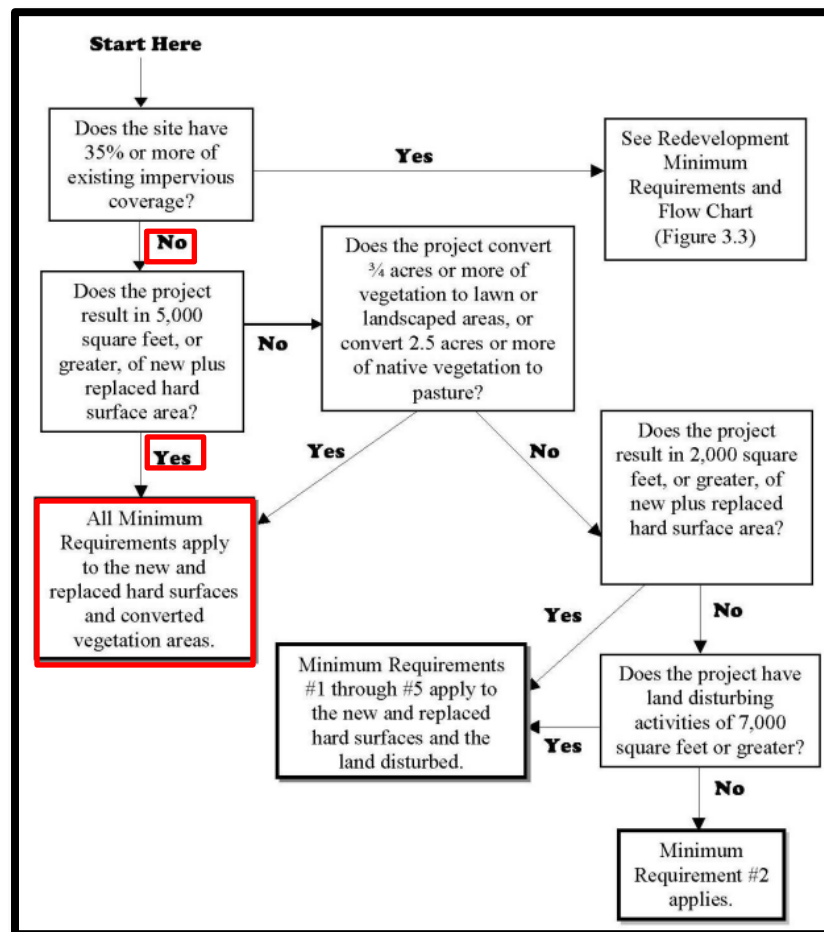 Start Here
Does the site have
35% or more of
existing impervious
coverage?
Yes
See Redevelopment
Minimum
Requirements and
Flow Chart
(Figure 3.3)
No
Does the project
result in 5,000
square feet, or
greater, of new plus
replaced hard
surface area?
No
Does the project convert
¾ acres or more of
vegetation to lawn or
landscaped areas, or
convert 2.5 acres or more
of native vegetation to
pasture?
Yes
Yes
No
Does the project
result in 2,000 square
feet, or greater, of
new plus replaced
hard surface area?
All Minimum
Requirements apply
to the new and
replaced hard surfaces
and converted
vegetation areas.
Yes
No
Minimum Requirements
#1 through #5 apply to
the new and replaced
hard surfaces and the
land disturbed.
Yes
Does the project have
land disturbing
activities of 7,000
square feet or greater?
No
Minimum
Requirement #2
applies.